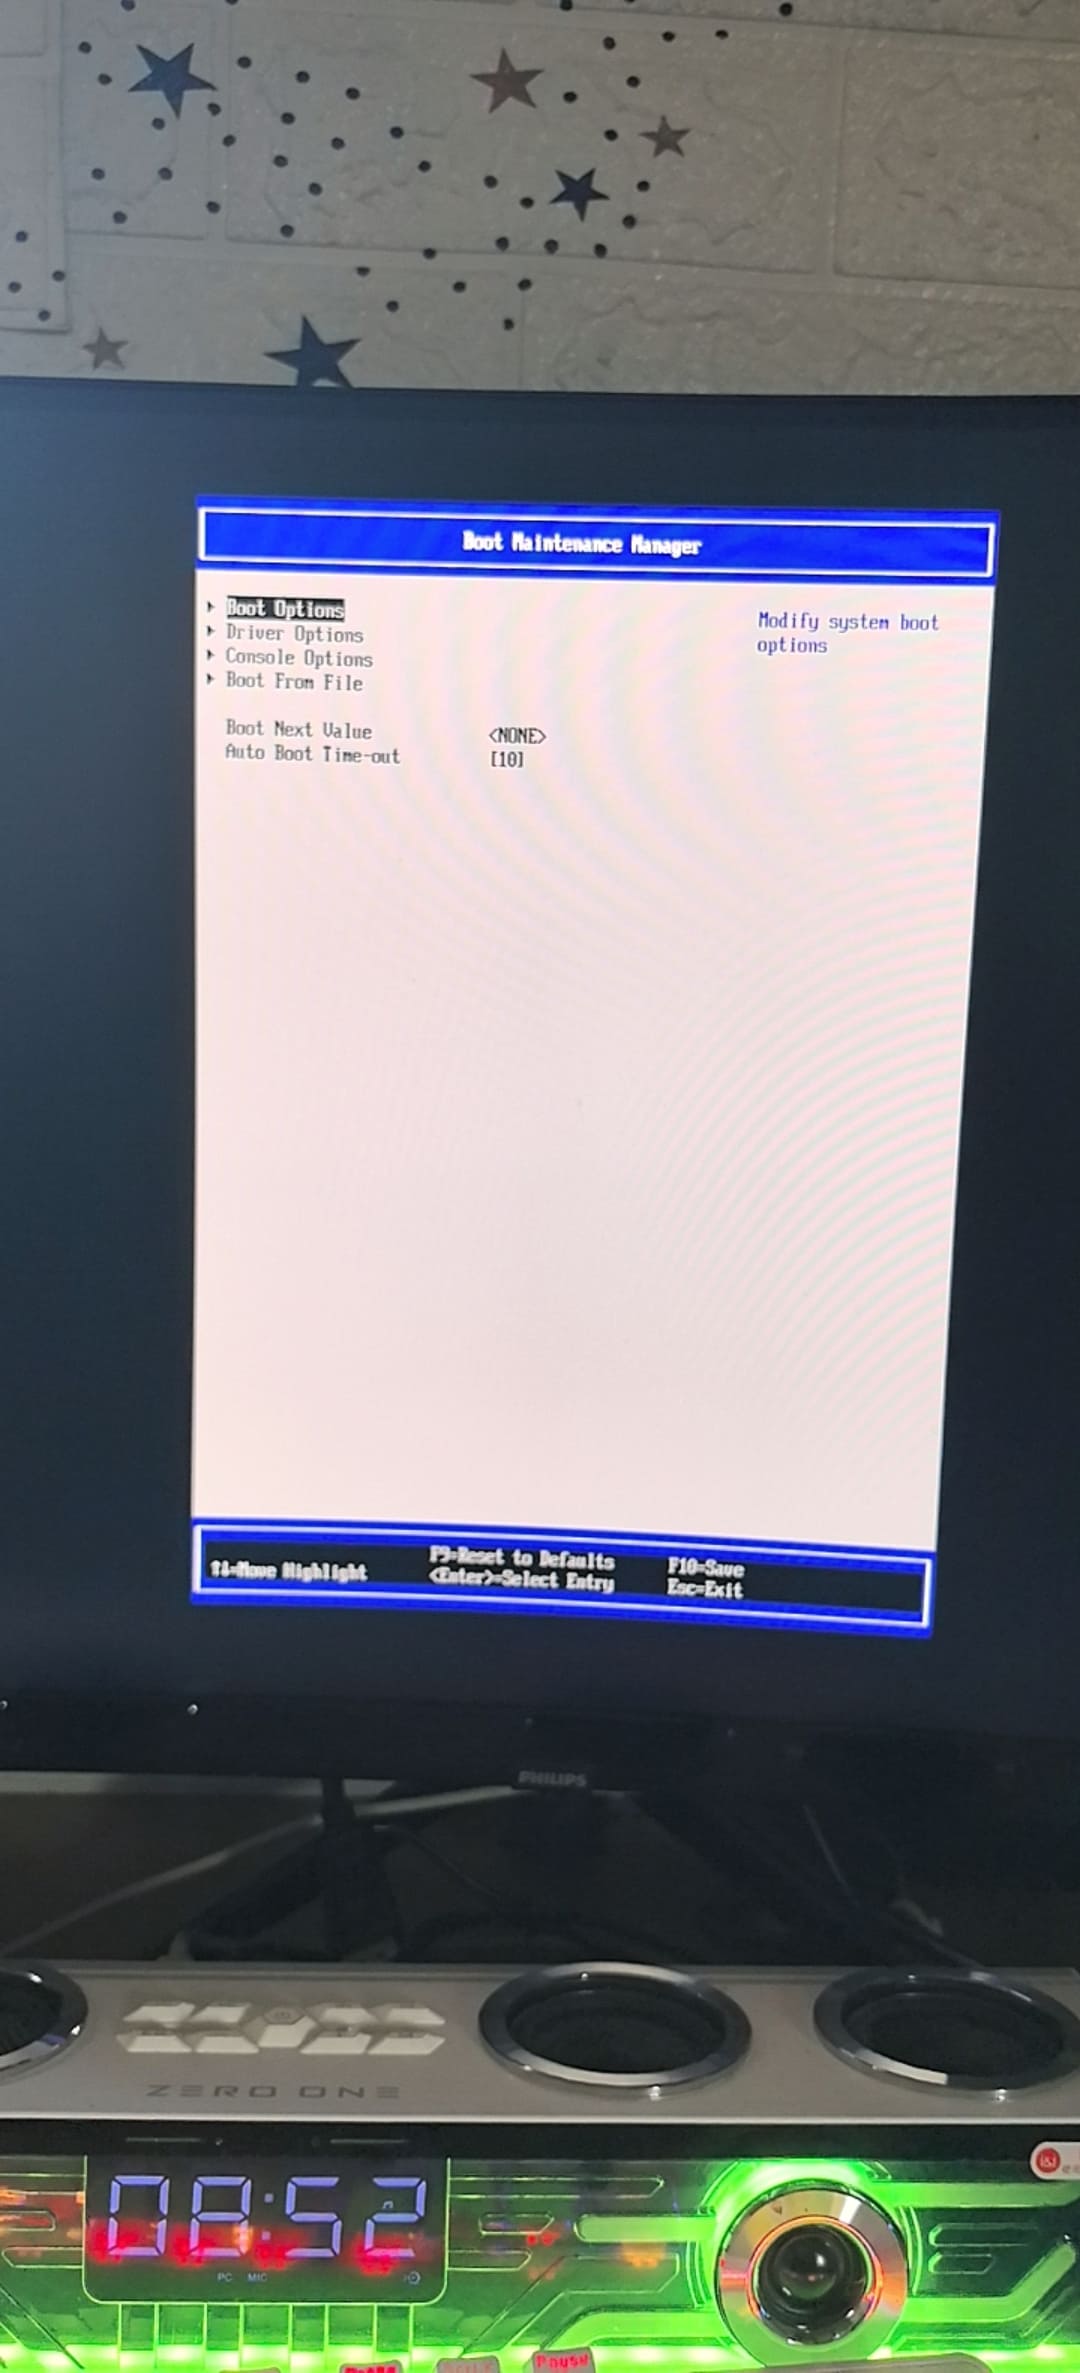 Boot Maintenance Manager
Boot Options
Driver Options
Console Options
Boot From File
Boot Next Value <NONE>
Auto Boot Time-out [10]
Modify system boot
options
↑↓=Move Highlight
F9=Reset to Defaults
<Enter>=Select Entry
F10=Save
Esc=Exit
PHILIPS
ZERO ONE
08:52
PC MIC
PAUSH